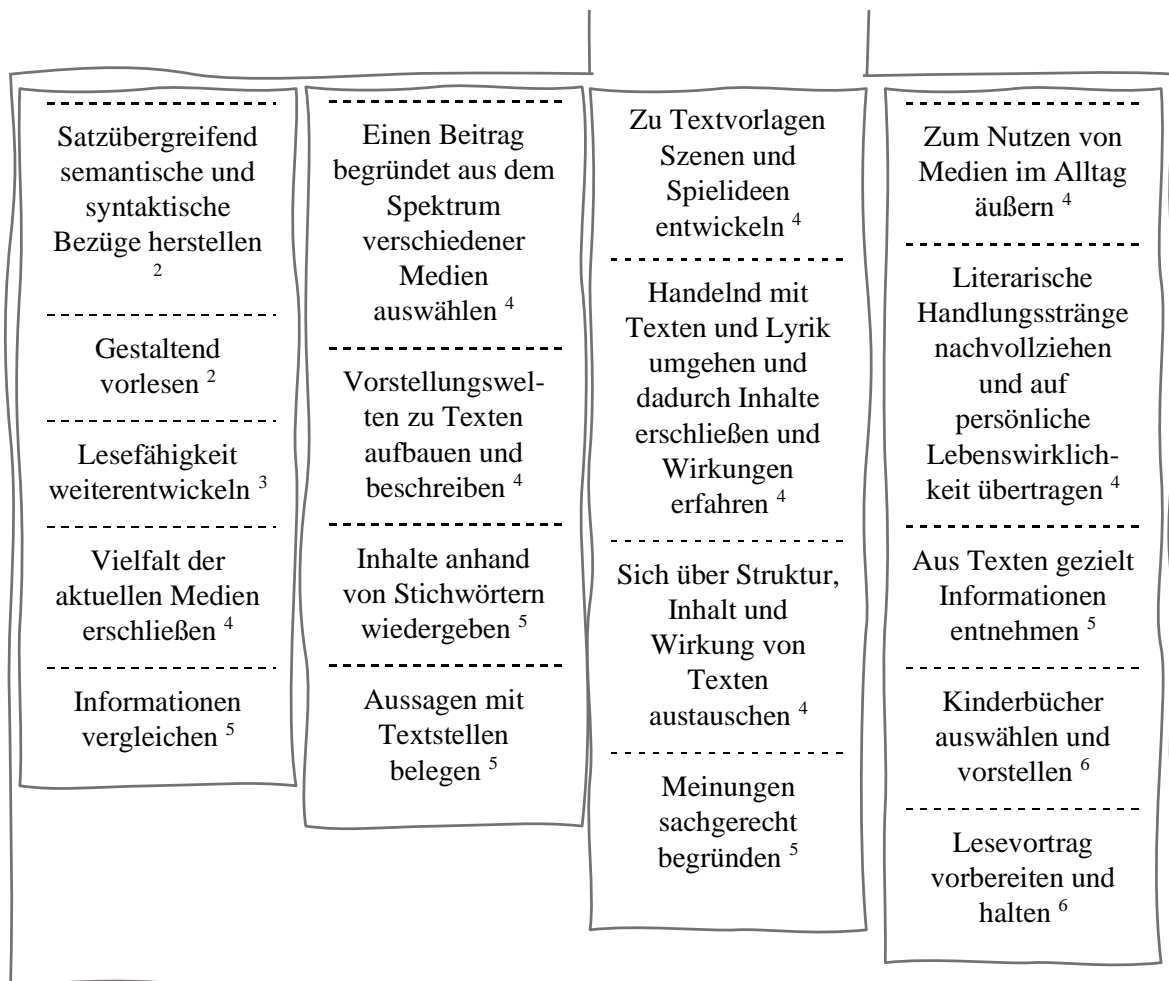 Satzübergreifend
semantische und
syntaktische
Bezüge herstellen
2
Gestaltend
vorlesen 2
Lesefähigkeit
weiterentwickeln 3
Vielfalt der
aktuellen Medien
erschließen 4
Informationen
vergleichen 5
Einen Beitrag
begründet aus dem
Spektrum
verschiedener
Medien
auswählen 4
Vorstellungswel-
ten zu Texten
aufbauen und
beschreiben 4
Inhalte anhand
von Stichwörtern
wiedergeben 5
Aussagen mit
Textstellen
belegen 5
Zu Textvorlagen
Szenen und
Spielideen
entwickeln 4
Handelnd mit
Texten und Lyrik
umgehen und
dadurch Inhalte
erschließen und
Wirkungen
erfahren 4
Sich über Struktur,
Inhalt und
Wirkung von
Texten
austauschen 4
Meinungen
sachgerecht
begründen 5
Zum Nutzen von
Medien im Alltag
äußern 4
Literarische
Handlungsstränge
nachvollziehen
und auf
persönliche
Lebenswirklich-
keit übertragen 4
Aus Texten gezielt
Informationen
entnehmen 5
Kinderbücher
auswählen und
vorstellen 6
Lesevortrag
vorbereiten und
halten 6